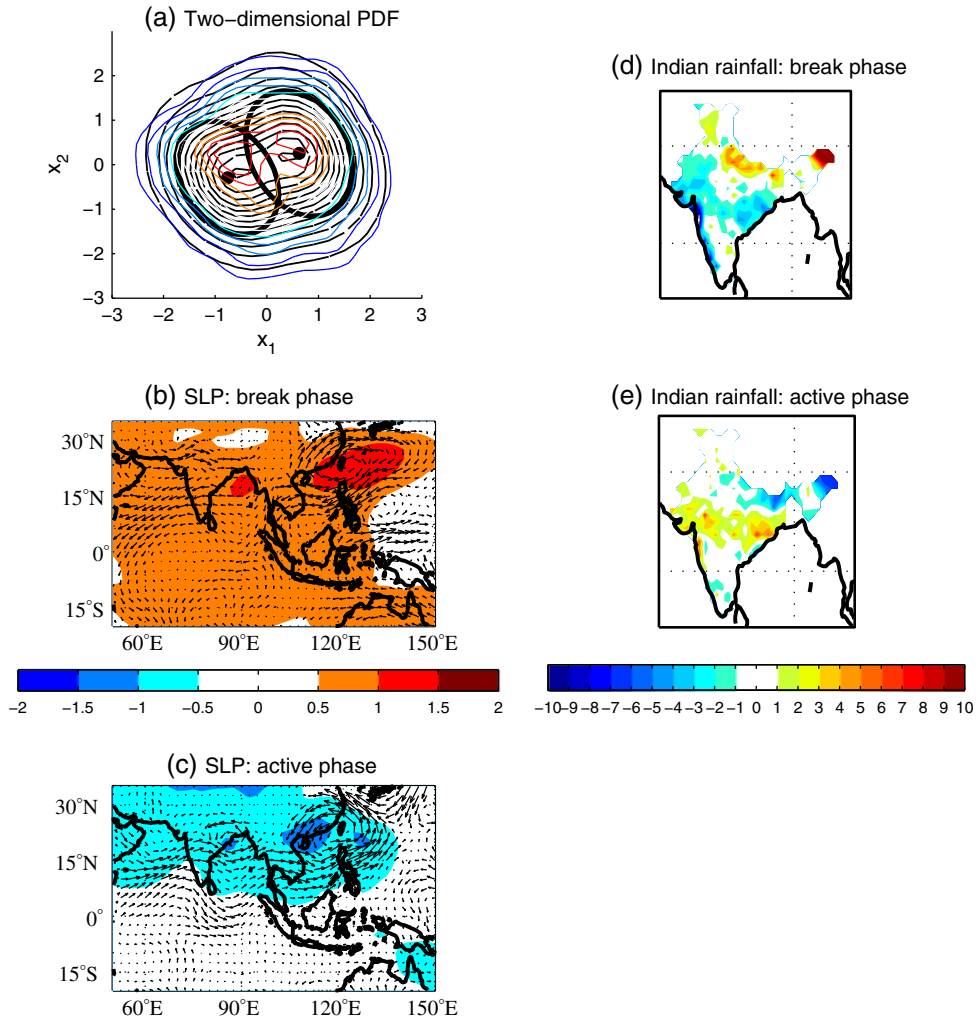 (a) Two-dimensional PDF
2
1
0
-1
-2
-3
x_2
-3 -2 -1 0 1 2 3
x_1
(b) SLP: break phase
30°N
15°N
0°
15°S
60°E 90°E 120°E 150°E
-2 -1.5 -1 -0.5 0 0.5 1 1.5 2
(c) SLP: active phase
30°N
15°N
0°
15°S
60°E 90°E 120°E 150°E
(d) Indian rainfall: break phase
(e) Indian rainfall: active phase
-10 -9 -8 -7 -6 -5 -4 -3 -2 -1 0 1 2 3 4 5 6 7 8 9 10